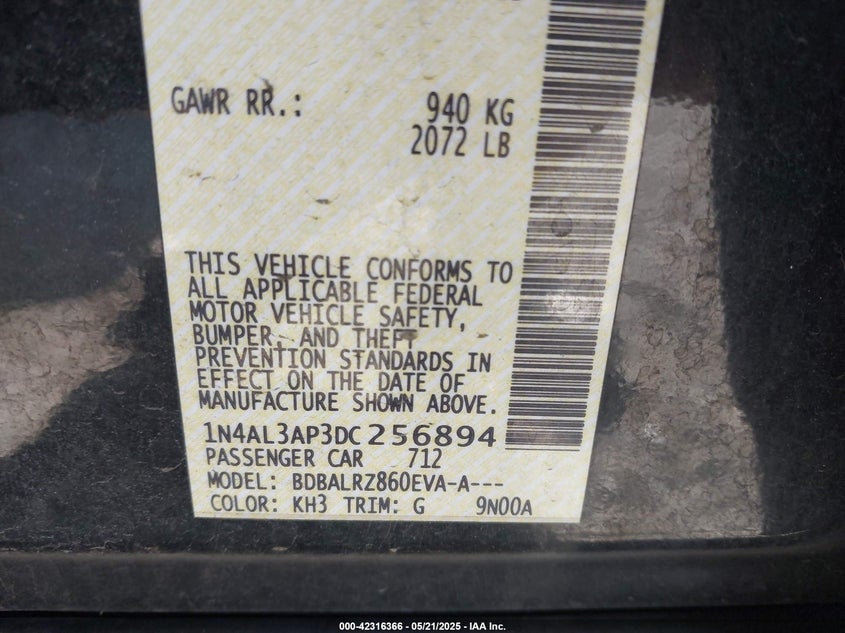 GAWR RR.: 940 KG
2072 LB
THIS VEHICLE CONFORMS TO
ALL APPLICABLE FEDERAL
MOTOR VEHICLE SAFETY,
BUMPER, AND THEFT
PREVENTION STANDARDS IN
EFFECT ON THE DATE OF
MANUFACTURE SHOWN ABOVE.
1N4AL3AP3DC256894
PASSENGER CAR 712
MODEL: BDBALRZ860EVA-A---
COLOR: KH3 TRIM: G 9N00A
000-42316366 - 05/21/2025 - IAA Inc.